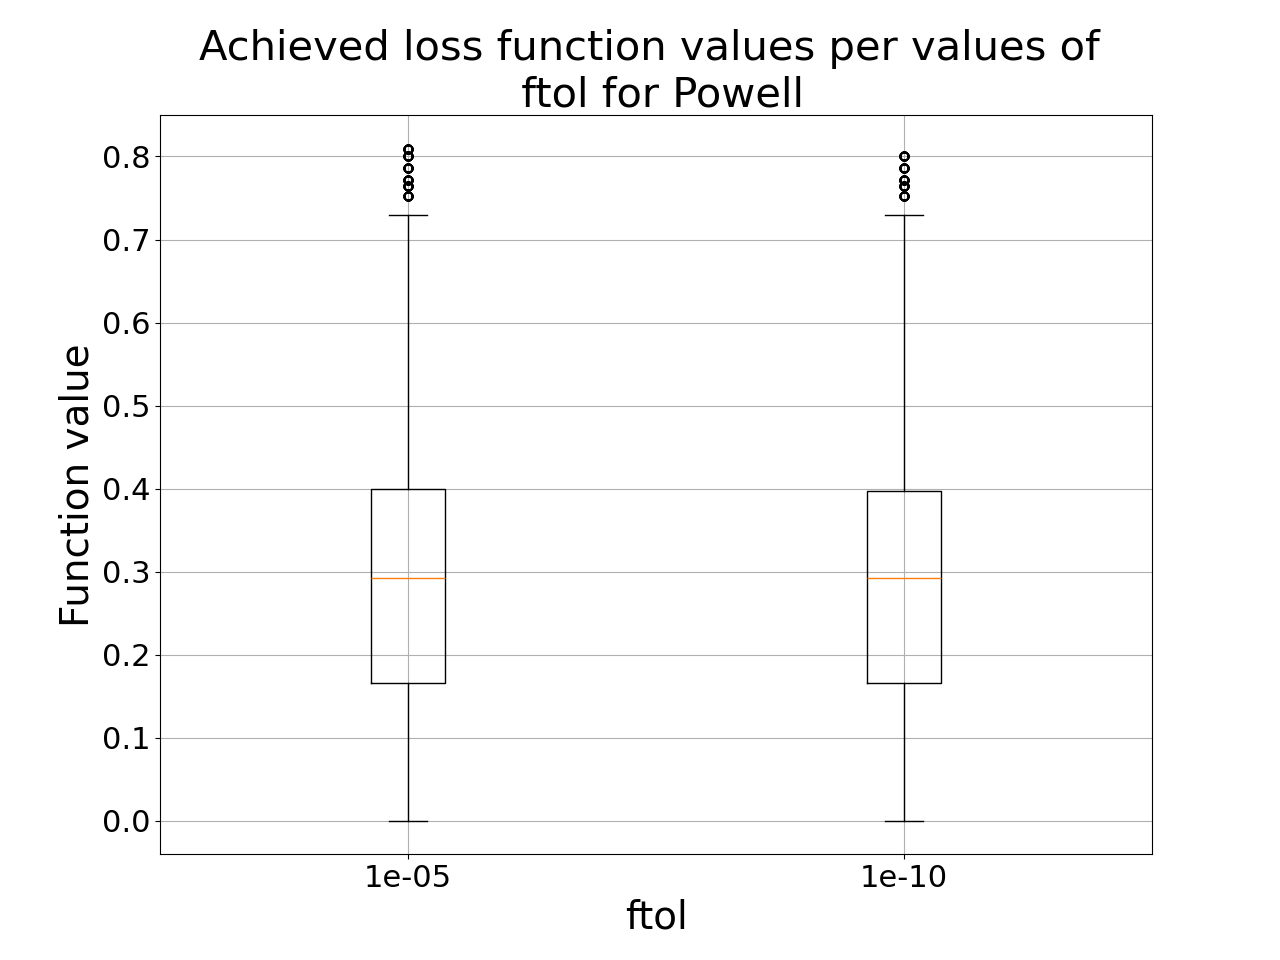 Achieved loss function values per values of
ftol for Powell
Function value
0.8
0.7
0.6
0.5
0.4
0.3
0.2
0.1
0.0
1e-05
1e-10
ftol